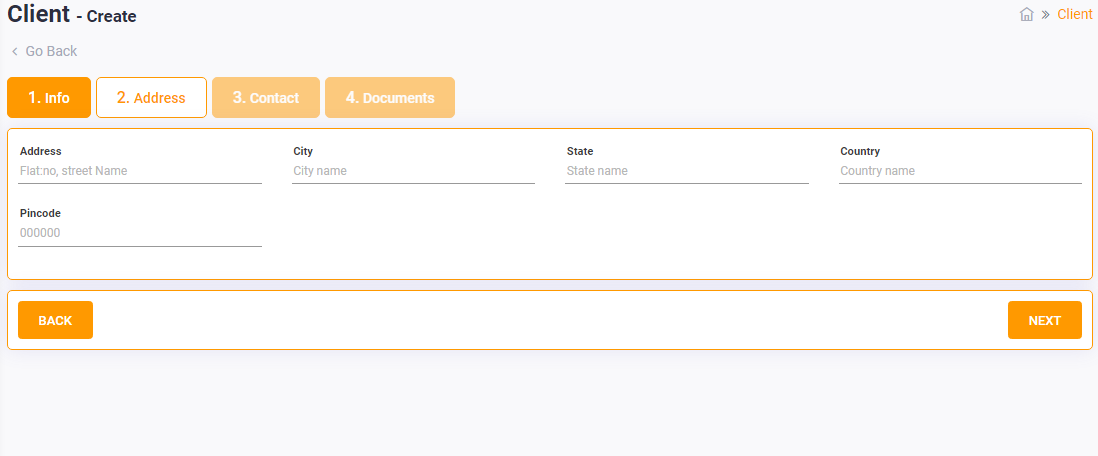 Client - Create
Client
Go Back
1. Info 2. Address 3. Contact 4. Documents
Address City State Country
Flat:no, street Name City name State name Country name
Pincode
000000
BACK NEXT